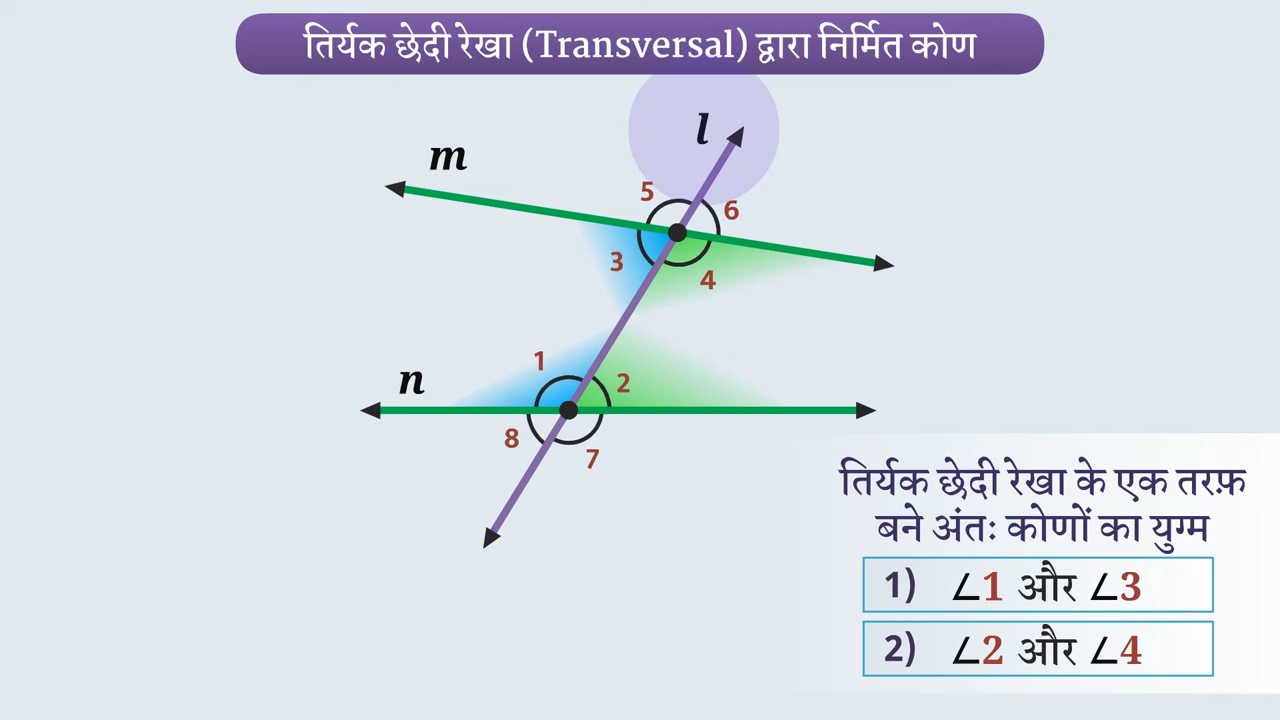 तिर्यक छेदी रेखा (Transversal) द्वारा निर्मित कोण
l
m
5
6
3
4
1
n
2
8
7
तिर्यक छेदी रेखा के एक तरफ़
बने अंतः कोणों का युग्म
1) ∠1 और ∠3
2) ∠2 और ∠4